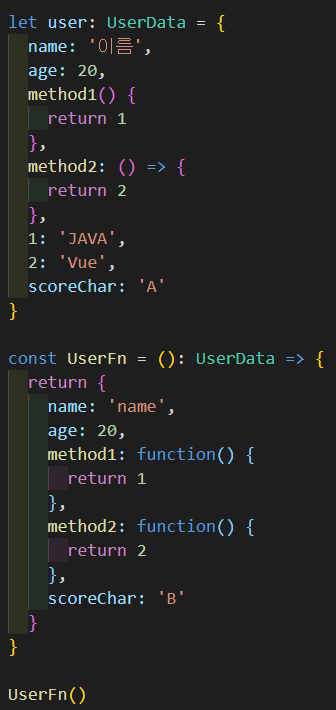 let user: UserData = {
name: '이름',
age: 20,
method1() {
return 1
},
method2: () => {
return 2
},
1: 'JAVA',
2: 'Vue',
scoreChar: 'A'
}
const UserFn = (): UserData => {
return {
name: 'name',
age: 20,
method1: function() {
return 1
},
method2: function() {
return 2
},
scoreChar: 'B'
}
}
UserFn()